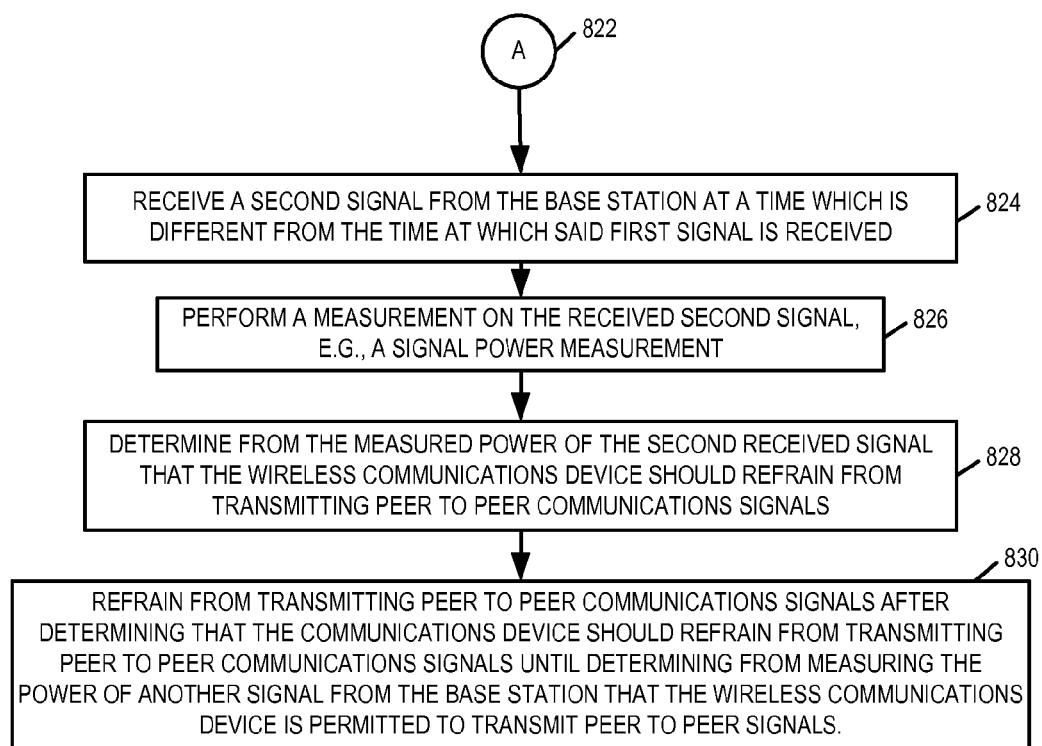 A
822
RECEIVE A SECOND SIGNAL FROM THE BASE STATION AT A TIME WHICH IS
DIFFERENT FROM THE TIME AT WHICH SAID FIRST SIGNAL IS RECEIVED
824
PERFORM A MEASUREMENT ON THE RECEIVED SECOND SIGNAL,
E.G., A SIGNAL POWER MEASUREMENT
826
DETERMINE FROM THE MEASURED POWER OF THE SECOND RECEIVED SIGNAL
THAT THE WIRELESS COMMUNICATIONS DEVICE SHOULD REFRAIN FROM
TRANSMITTING PEER TO PEER COMMUNICATIONS SIGNALS
828
830
REFRAIN FROM TRANSMITTING PEER TO PEER COMMUNICATIONS SIGNALS AFTER
DETERMINING THAT THE COMMUNICATIONS DEVICE SHOULD REFRAIN FROM TRANSMITTING
PEER TO PEER COMMUNICATIONS SIGNALS UNTIL DETERMINING FROM MEASURING THE
POWER OF ANOTHER SIGNAL FROM THE BASE STATION THAT THE WIRELESS COMMUNICATIONS
DEVICE IS PERMITTED TO TRANSMIT PEER TO PEER SIGNALS.